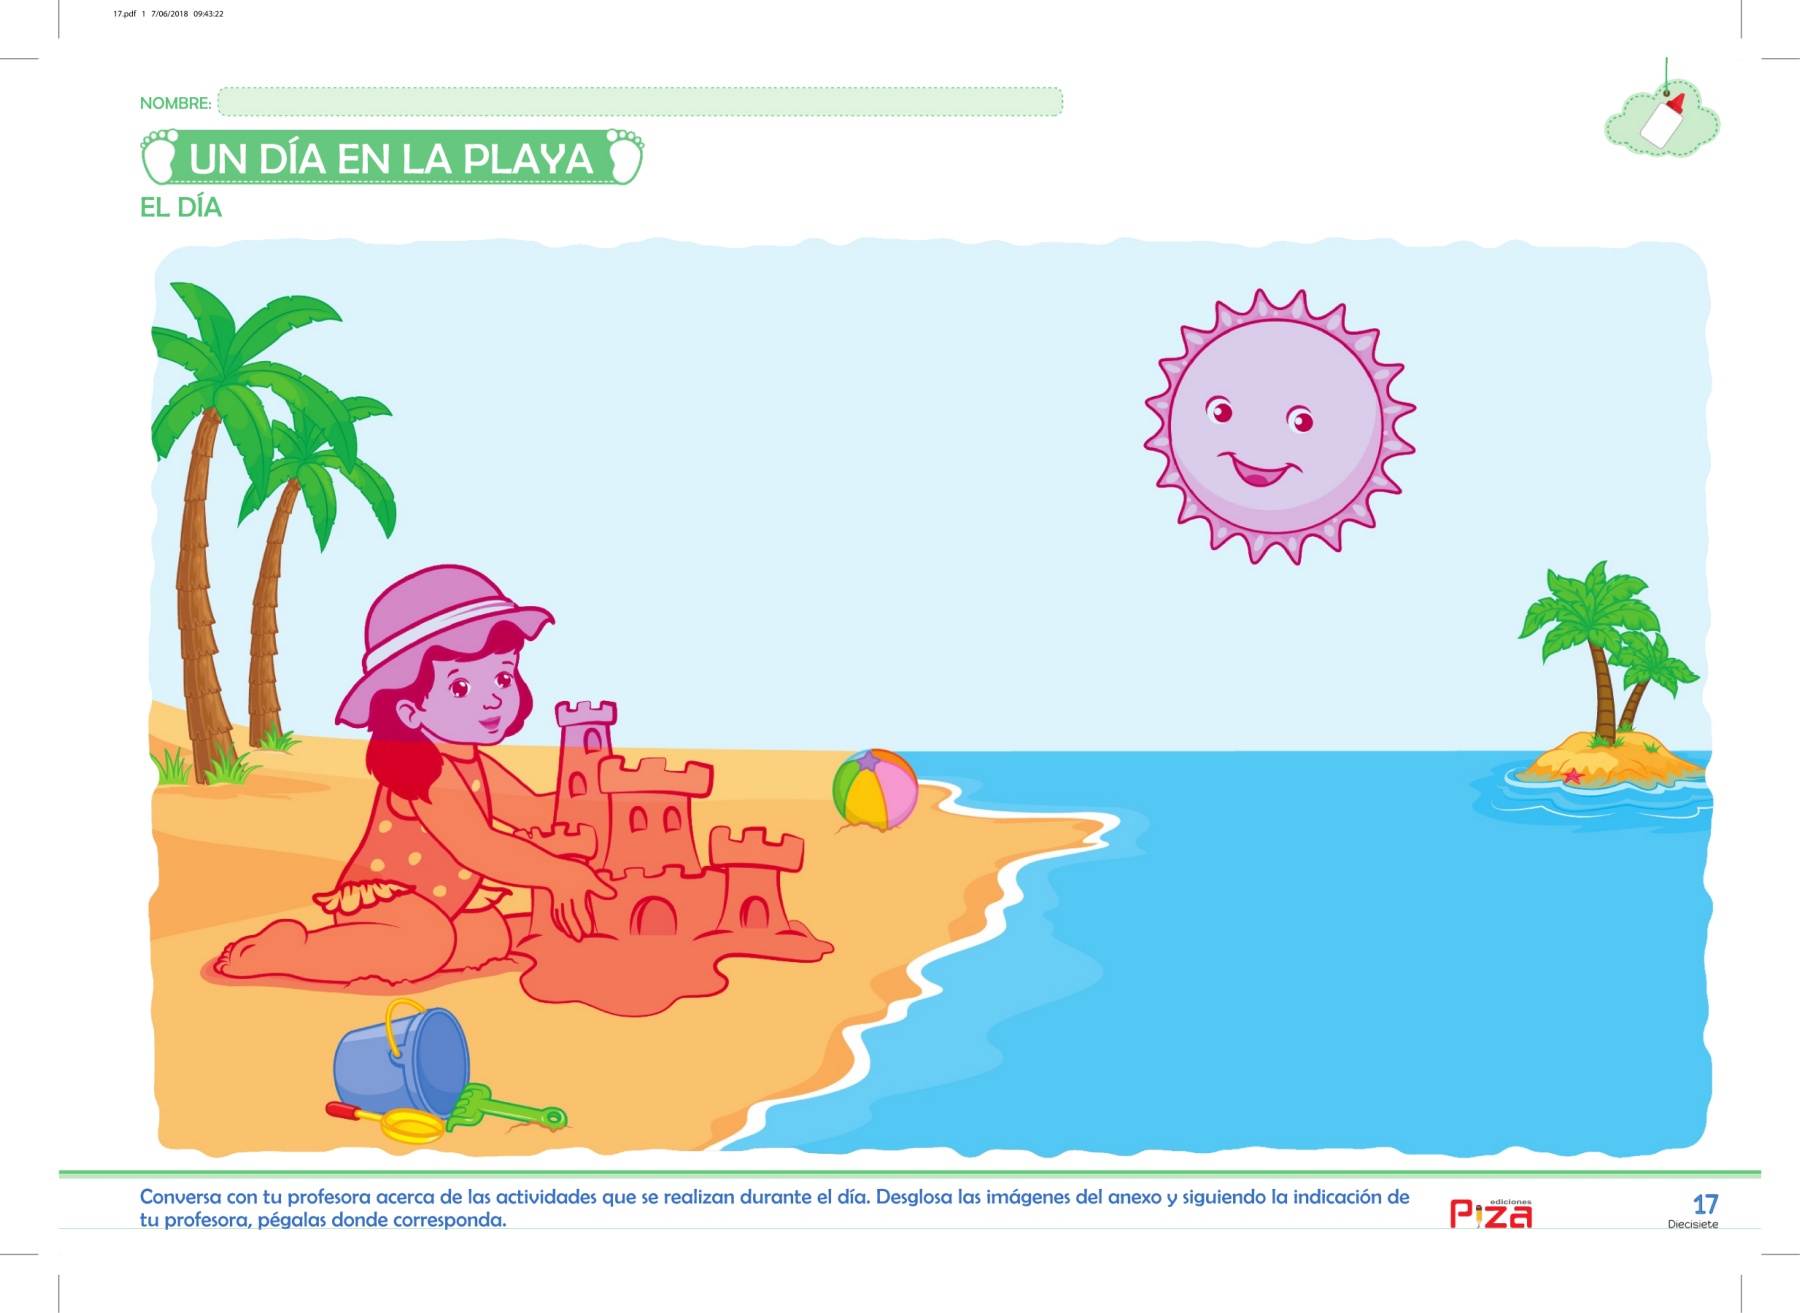 17.pdf 1 7/06/2018 09:43:22
NOMBRE:
UN DÍA EN LA PLAYA
EL DÍA
Conversa con tu profesora acerca de las actividades que se realizan durante el día. Desglosa las imágenes del anexo y siguiendo la indicación de
tu profesora, pégalas donde corresponda.
ediciones
Piza
17
Diecisiete